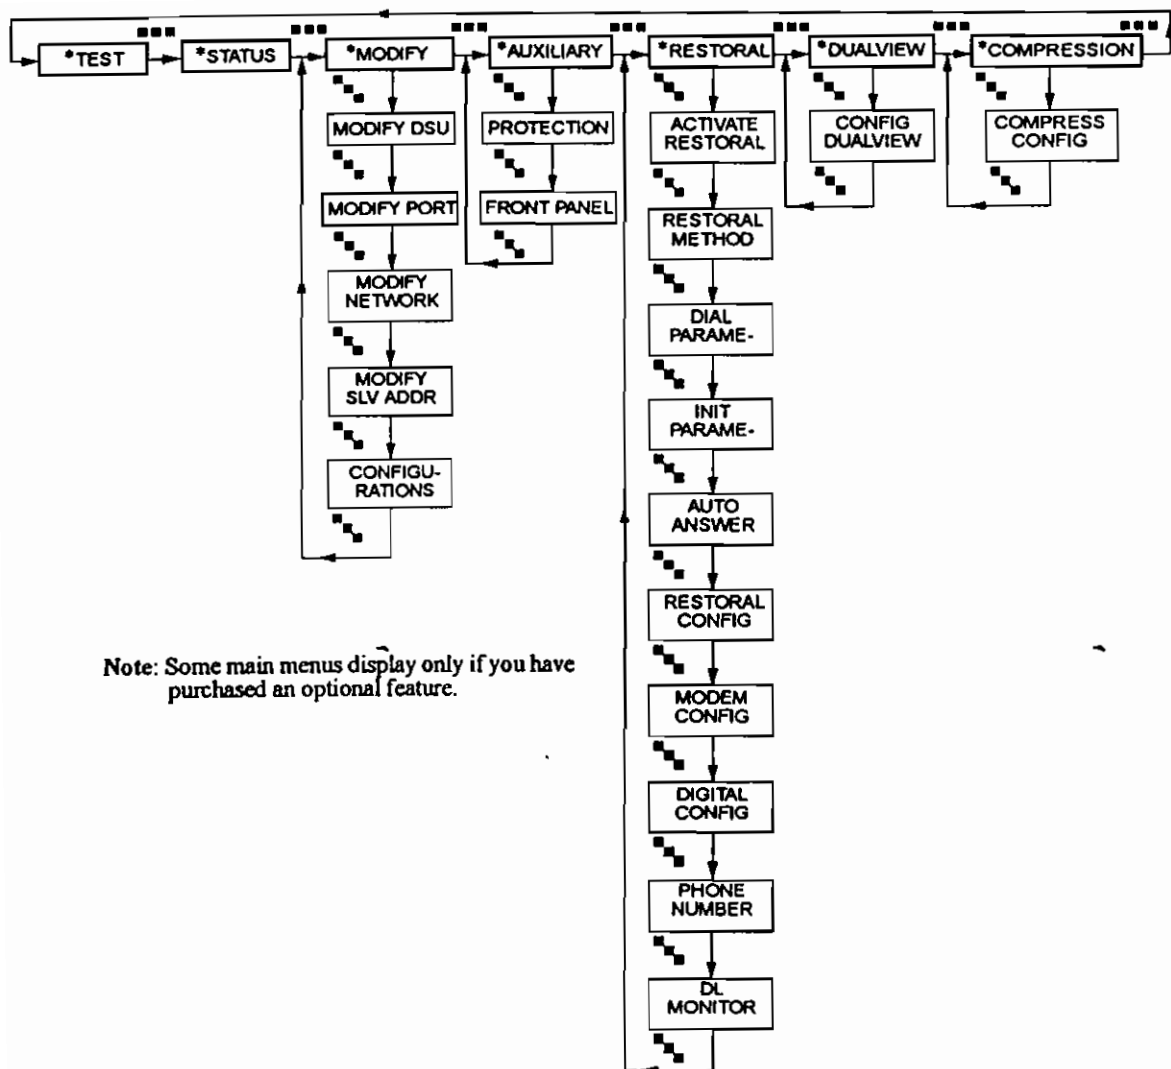 *TEST
*STATUS
*MODIFY
*AUXILIARY
*RESTORAL
*DUALVIEW
*COMPRESSION
MODIFY DSU
MODIFY PORT
MODIFY
NETWORK
MODIFY
SLV ADDR
CONFIGU-
RATIONS
PROTECTION
FRONT PANEL
ACTIVATE
RESTORAL
RESTORAL
METHOD
DIAL
PARAME-
INIT
PARAME-
AUTO
ANSWER
RESTORAL
CONFIG
MODEM
CONFIG
DIGITAL
CONFIG
PHONE
NUMBER
DL
MONITOR
CONFIG
DUALVIEW
COMPRESS
CONFIG
Note: Some main menus display only if you have
purchased an optional feature.